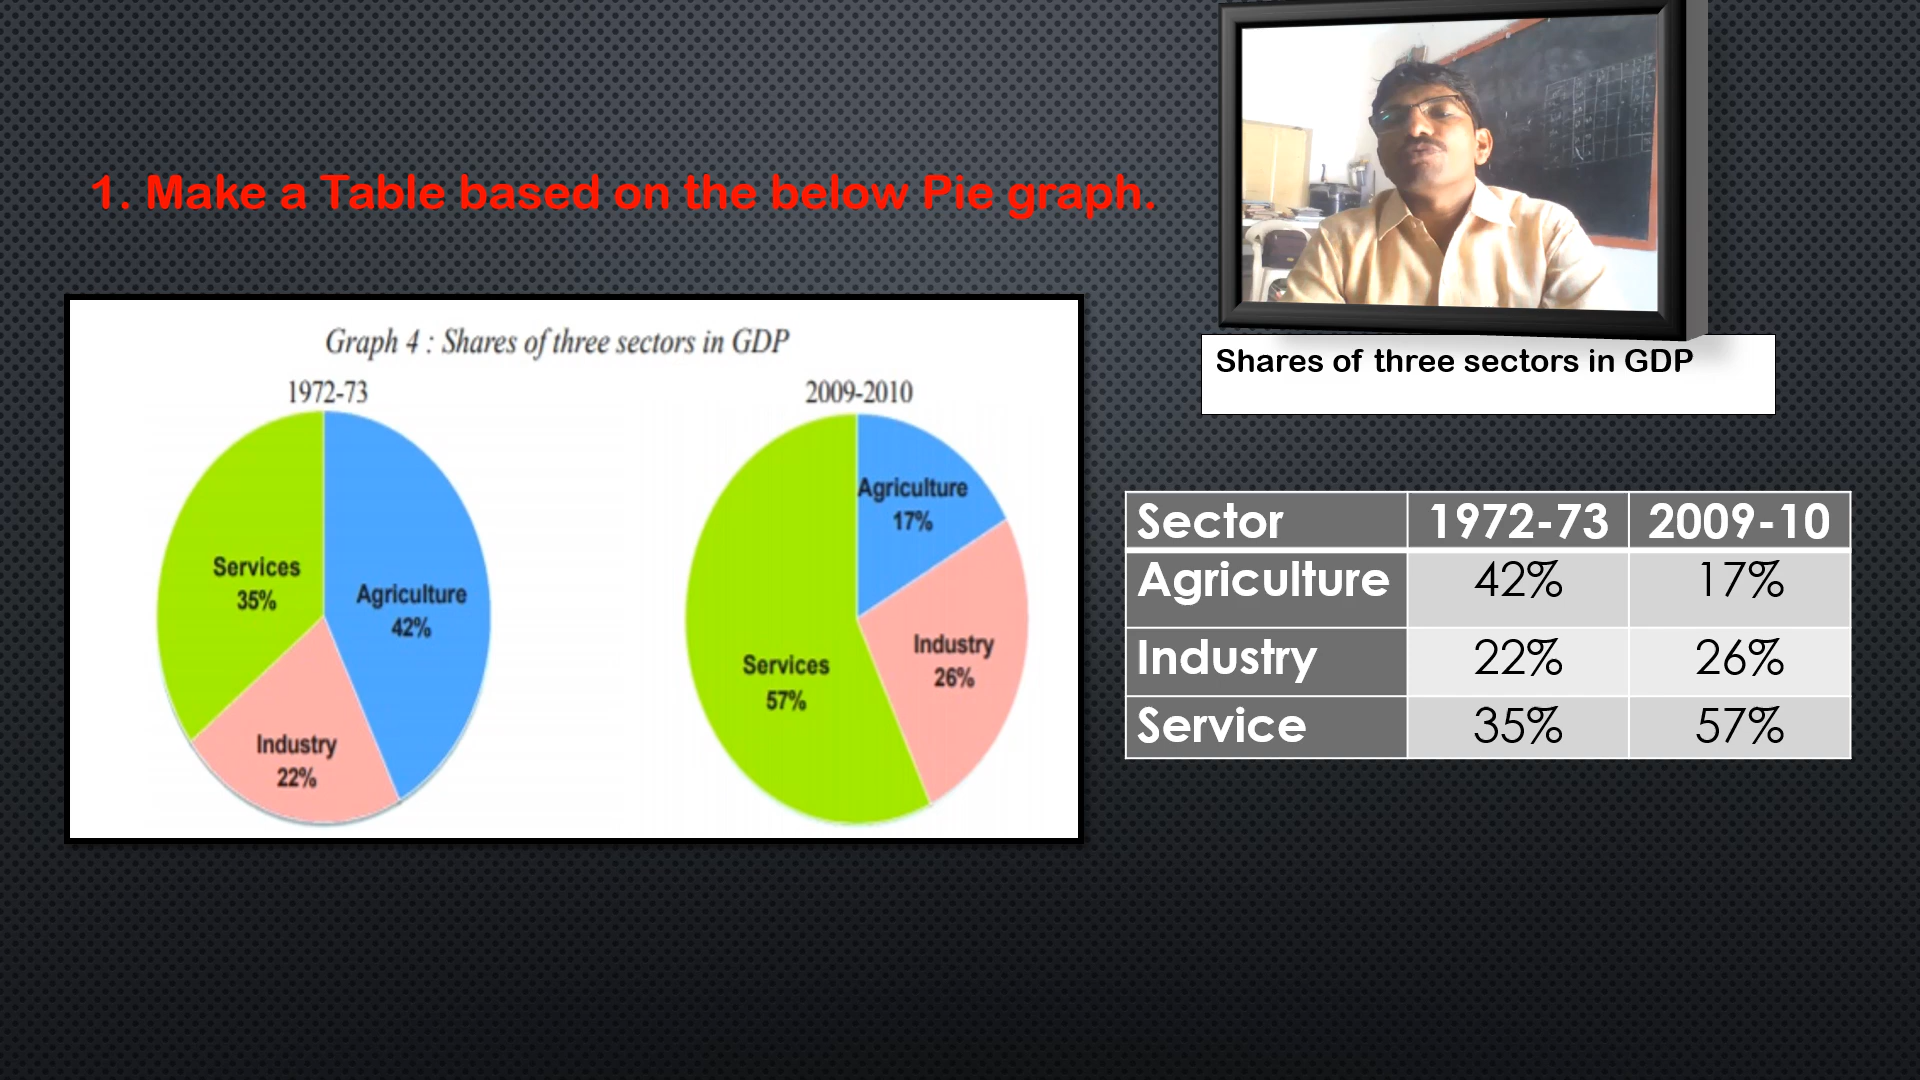 1. Make a Table based on the below Pie graph.
Graph 4 : Shares of three sectors in GDP
1972-73
Services
35%
Agriculture
42%
Industry
22%
2009-2010
Agriculture
17%
Industry
26%
Services
57%
Shares of three sectors in GDP
Sector 1972-73 2009-10
Agriculture 42% 17%
Industry 22% 26%
Service 35% 57%